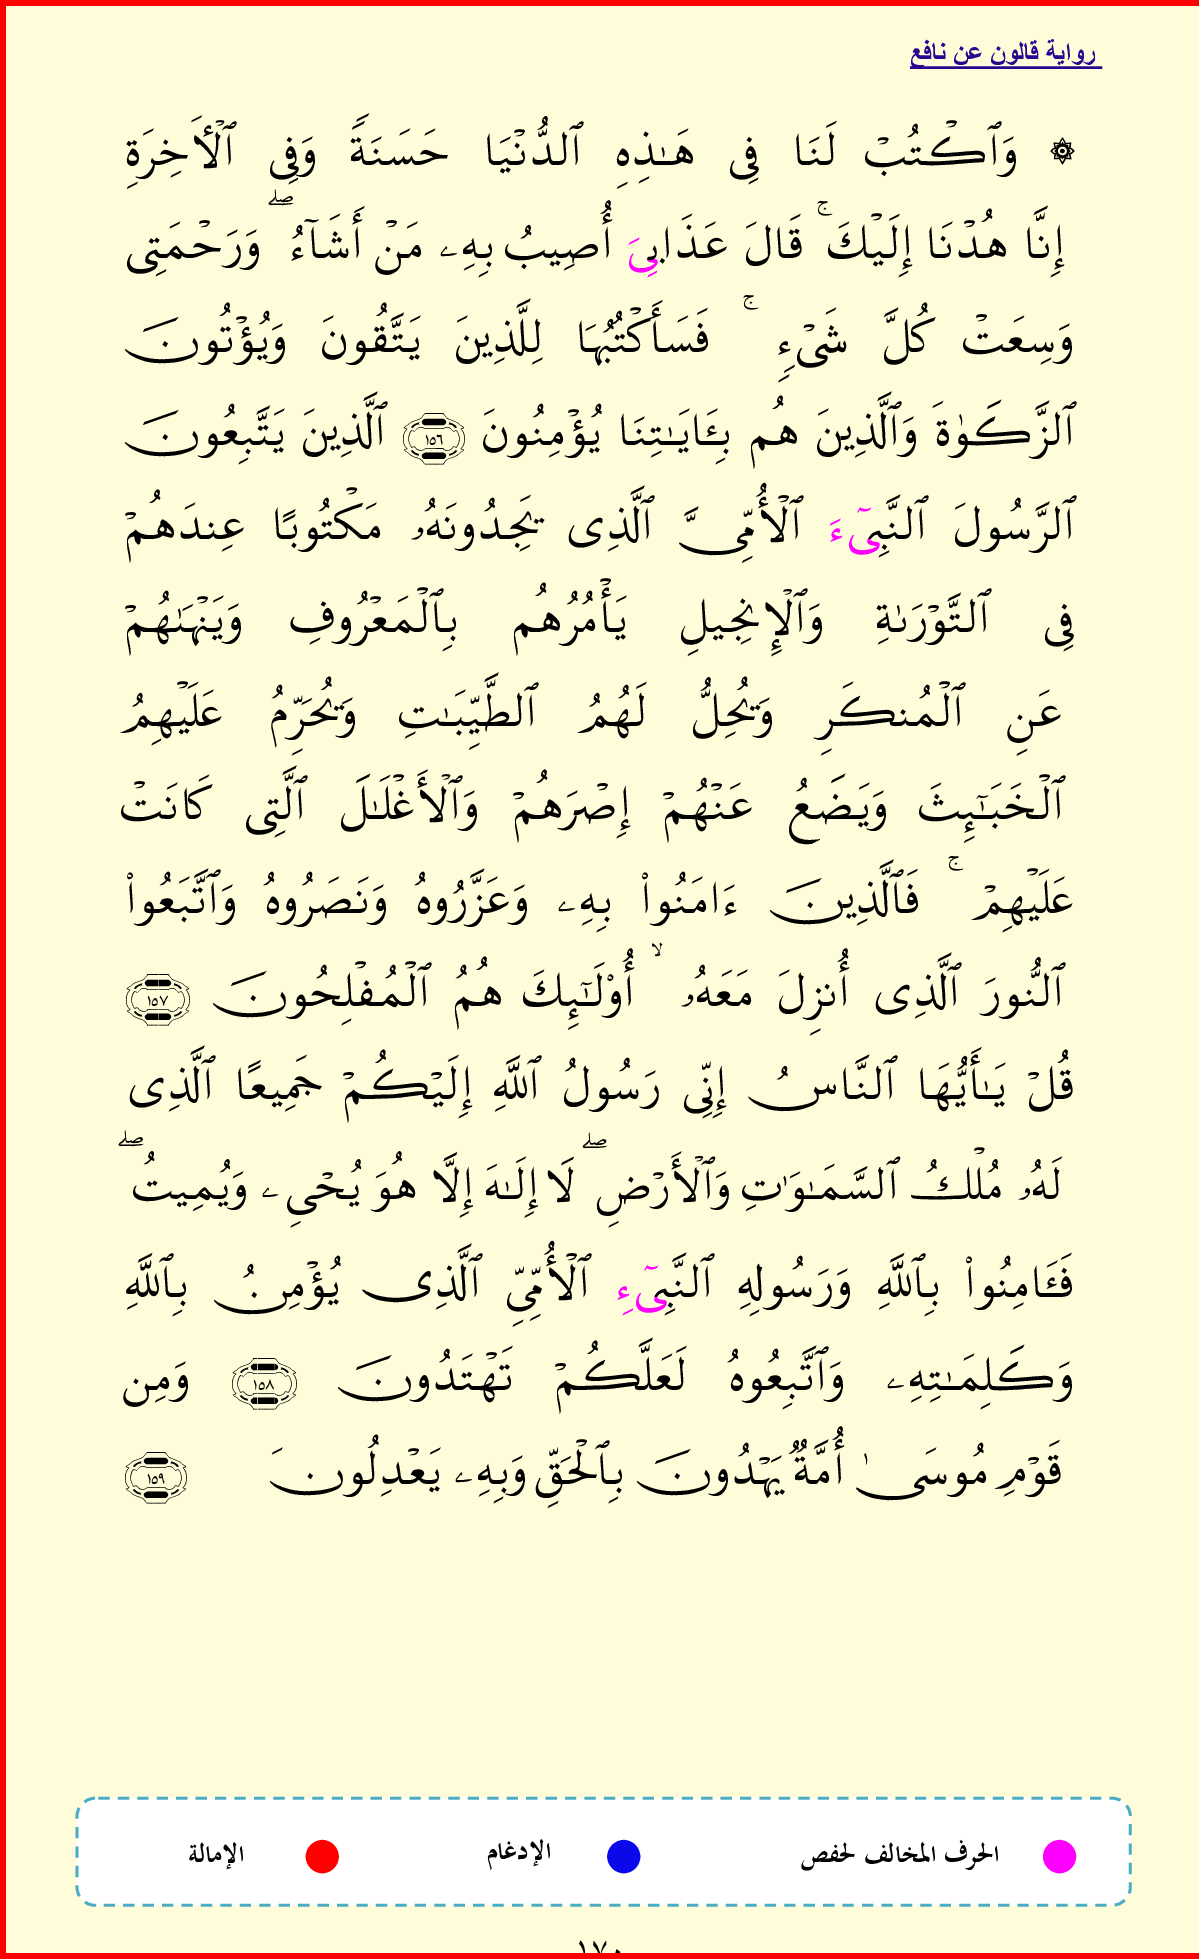 رواية قالون عن نافع
۞ وَٱكۡتُبۡ لَنَا فِي هَٰذِهِ ٱلدُّنۡيَا حَسَنَةٗ وَفِي ٱلۡأٓخِرَةِ
إِنَّا هُدۡنَا إِلَيۡكَۚ قَالَ عَذَابِيَ أُصِيبُ بِهِۦ مَنۡ أَشَآءُۖ وَرَحۡمَتِي
وَسِعَتۡ كُلَّ شَيۡءٖۚ فَسَأَكۡتُبُهَا لِلَّذِينَ يَتَّقُونَ وَيُؤۡتُونَ
ٱلزَّكَوٰةَ وَٱلَّذِينَ هُم بِـَٔايَٰتِنَا يُؤۡمِنُونَ ١٥٦ ٱلَّذِينَ يَتَّبِعُونَ
ٱلرَّسُولَ ٱلنَّبِيٓءَ ٱلۡأُمِّيَّ ٱلَّذِي يَجِدُونَهُۥ مَكۡتُوبًا عِندَهُمۡ
فِي ٱلتَّوۡرَىٰةِ وَٱلۡإِنجِيلِ يَأۡمُرُهُم بِٱلۡمَعۡرُوفِ وَيَنۡهَىٰهُمۡ
عَنِ ٱلۡمُنكَرِ وَيُحِلُّ لَهُمُ ٱلطَّيِّبَٰتِ وَيُحَرِّمُ عَلَيۡهِمُ
ٱلۡخَبَٰٓئِثَ وَيَضَعُ عَنۡهُمۡ إِصۡرَهُمۡ وَٱلۡأَغۡلَٰلَ ٱلَّتِي كَانَتۡ
عَلَيۡهِمۡۚ فَٱلَّذِينَ ءَامَنُواْ بِهِۦ وَعَزَّرُوهُ وَنَصَرُوهُ وَٱتَّبَعُواْ
ٱلنُّورَ ٱلَّذِي أُنزِلَ مَعَهُۥٓۙ أُوْلَٰٓئِكَ هُمُ ٱلۡمُفۡلِحُونَ ١٥٧
قُلۡ يَٰٓأَيُّهَا ٱلنَّاسُ إِنِّي رَسُولُ ٱللَّهِ إِلَيۡكُمۡ جَمِيعًا ٱلَّذِي
لَهُۥ مُلۡكُ ٱلسَّمَٰوَٰتِ وَٱلۡأَرۡضِۖ لَآ إِلَٰهَ إِلَّا هُوَ يُحۡيِۦ وَيُمِيتُۖ
فَـَٔامِنُواْ بِٱللَّهِ وَرَسُولِهِ ٱلنَّبِيٓءِ ٱلۡأُمِّيِّ ٱلَّذِي يُؤۡمِنُ بِٱللَّهِ
وَكَلِمَٰتِهِۦ وَٱتَّبِعُوهُ لَعَلَّكُمۡ تَهۡتَدُونَ ١٥٨ وَمِن
قَوۡمِ مُوسَىٰٓ أُمَّةٞ يَهۡدُونَ بِٱلۡحَقِّ وَبِهِۦ يَعۡدِلُونَ ١٥٩
الحرف المخالف لحفص الإدغام الإمالة
١٧٠